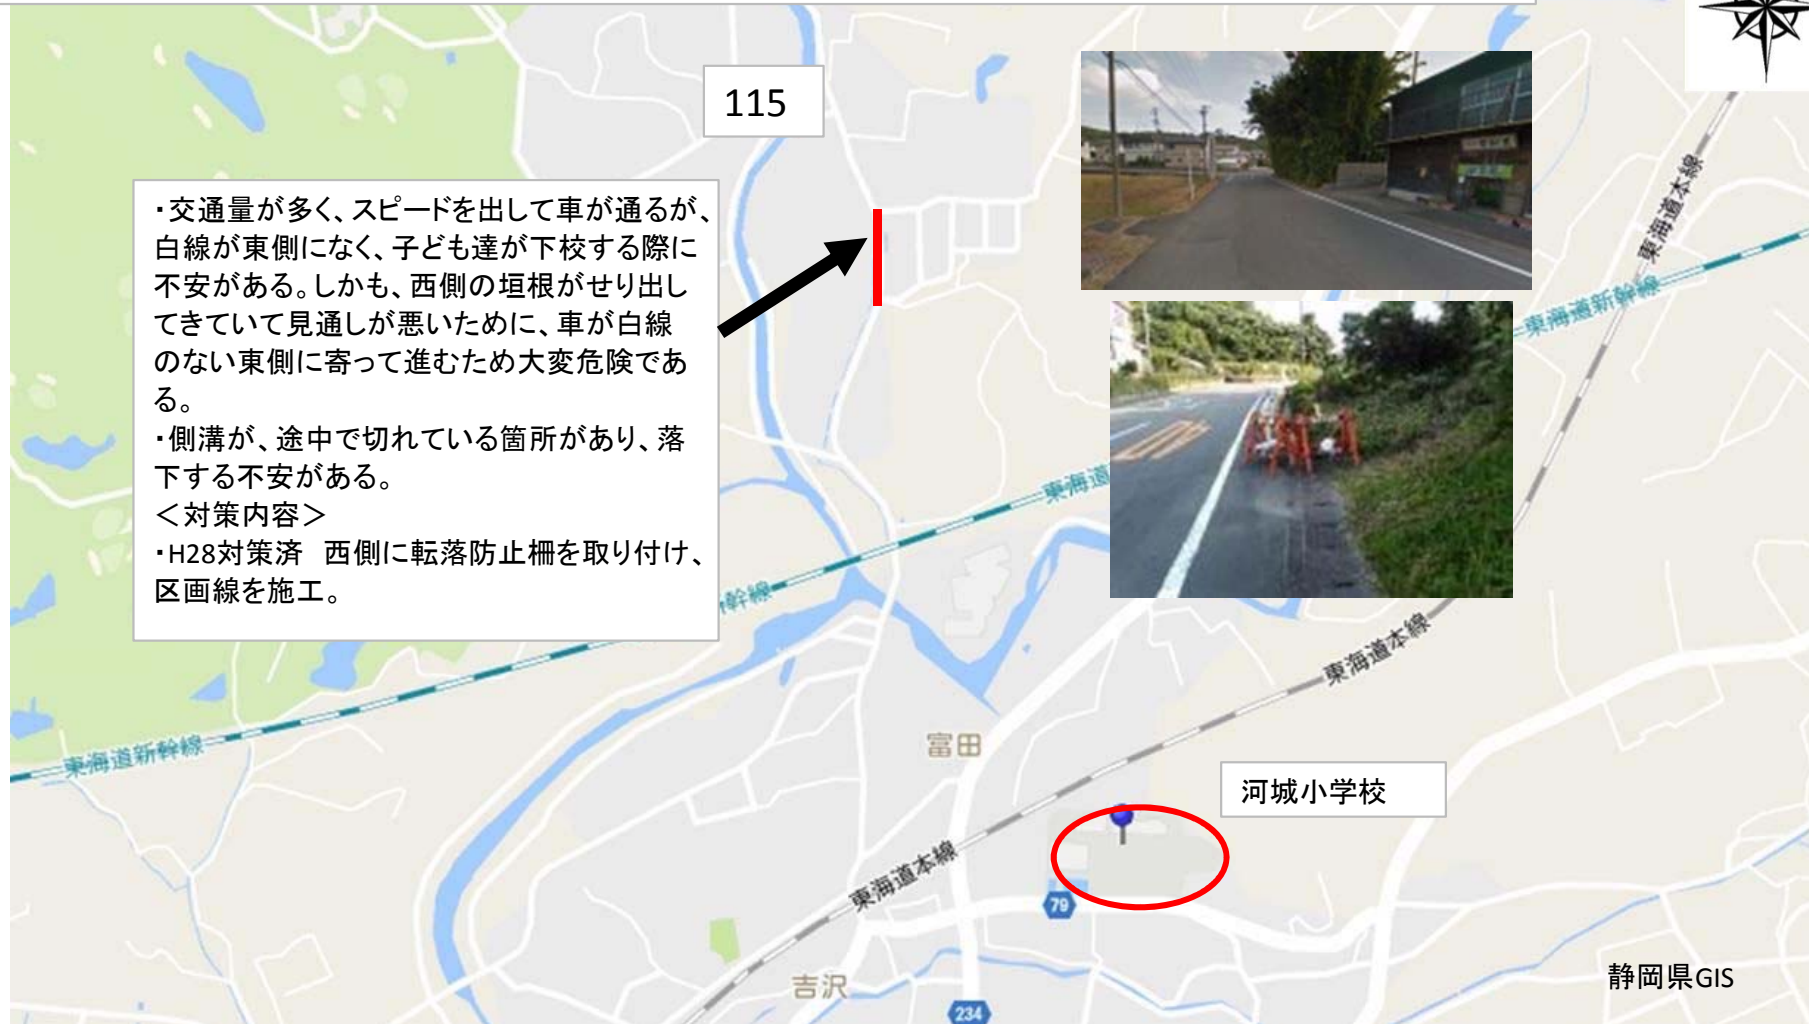 115
・交通量が多く、スピードを出して車が通るが、
白線が東側になく、子ども達が下校する際に
不安がある。しかも、西側の垣根がせり出し
てきていて見通しが悪いために、車が白線
のない東側に寄って進むため大変危険であ
る。
・側溝が、途中で切れている箇所があり、落
下する不安がある。
＜対策内容＞
・H28対策済　西側に転落防止柵を取り付け、
区画線を施工。
東海道本線
東海道新幹線
東海道
幹線
東海道本線
東海道新幹線
富田
河城小学校
東海道本線
79
吉沢
234
静岡県GIS